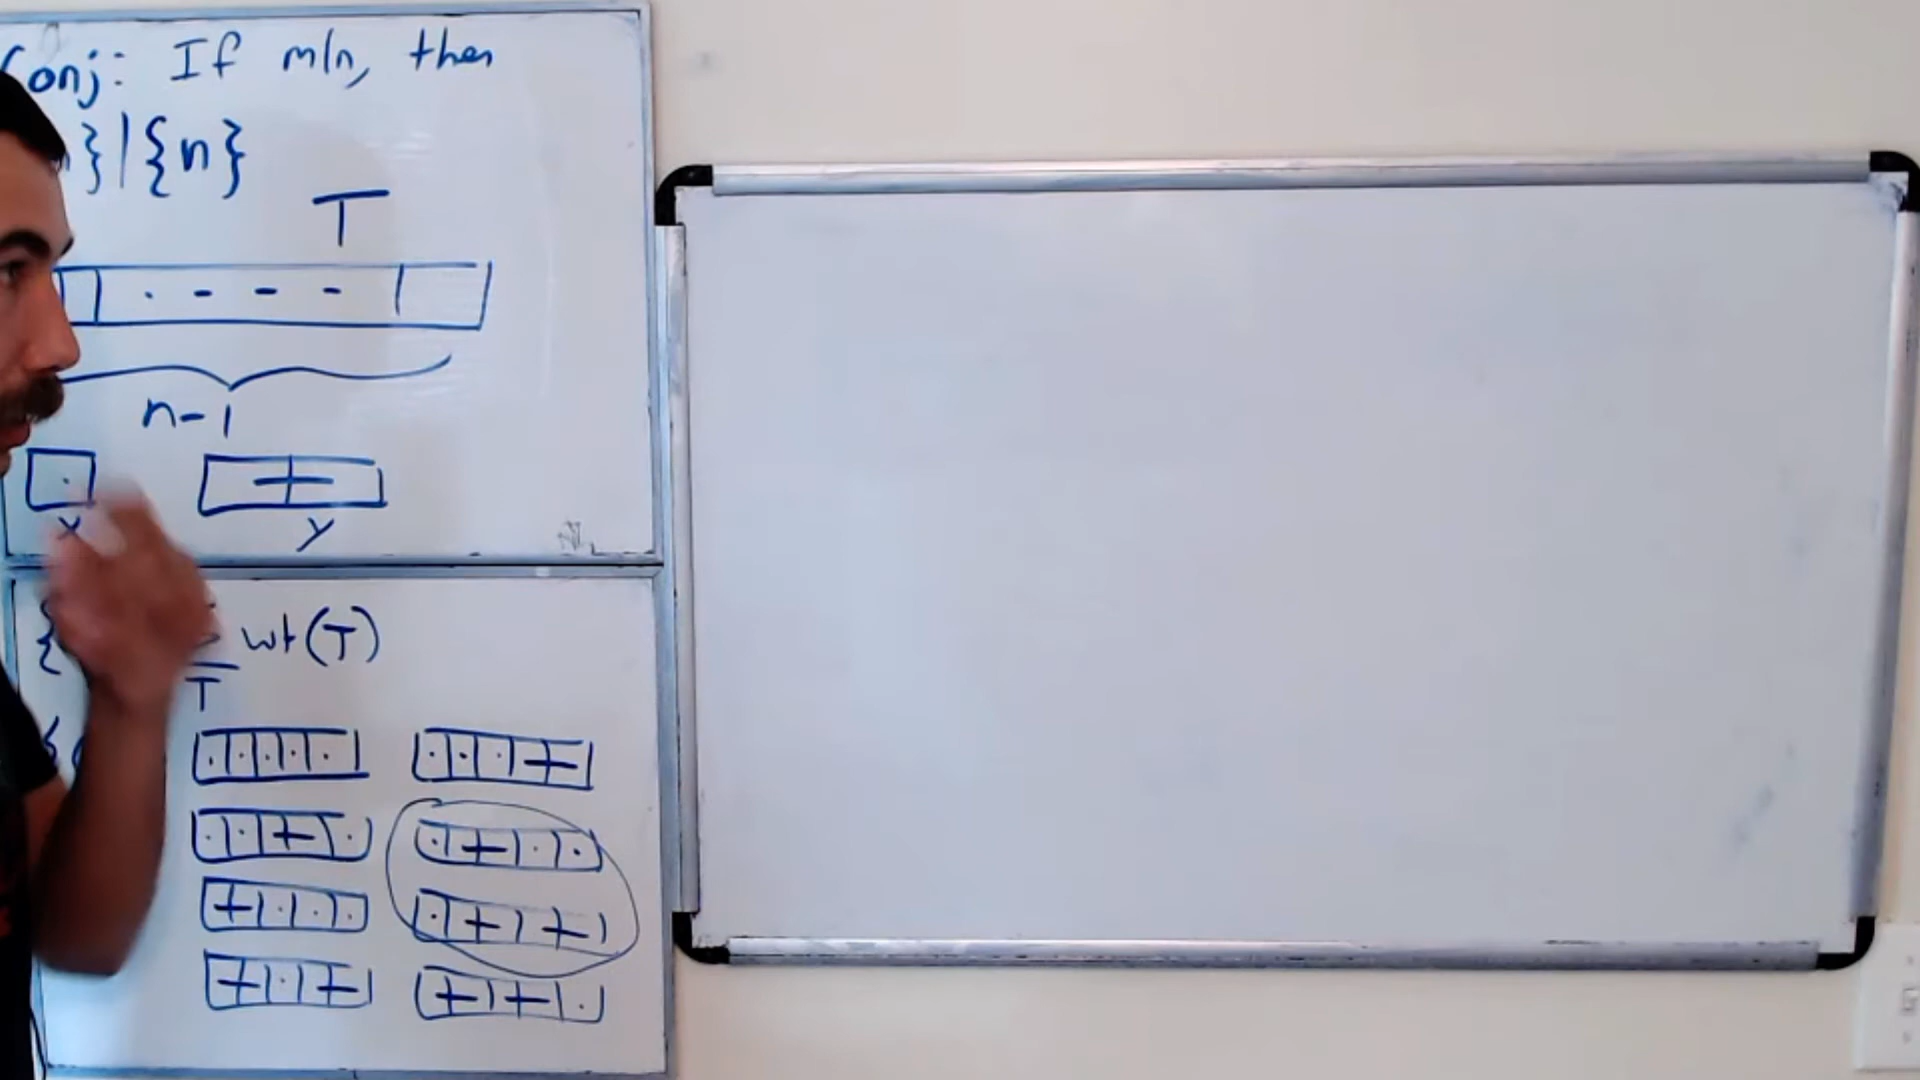 Conj: If m|n, then
}|{n}
T
n-1
y
wt(T)
T